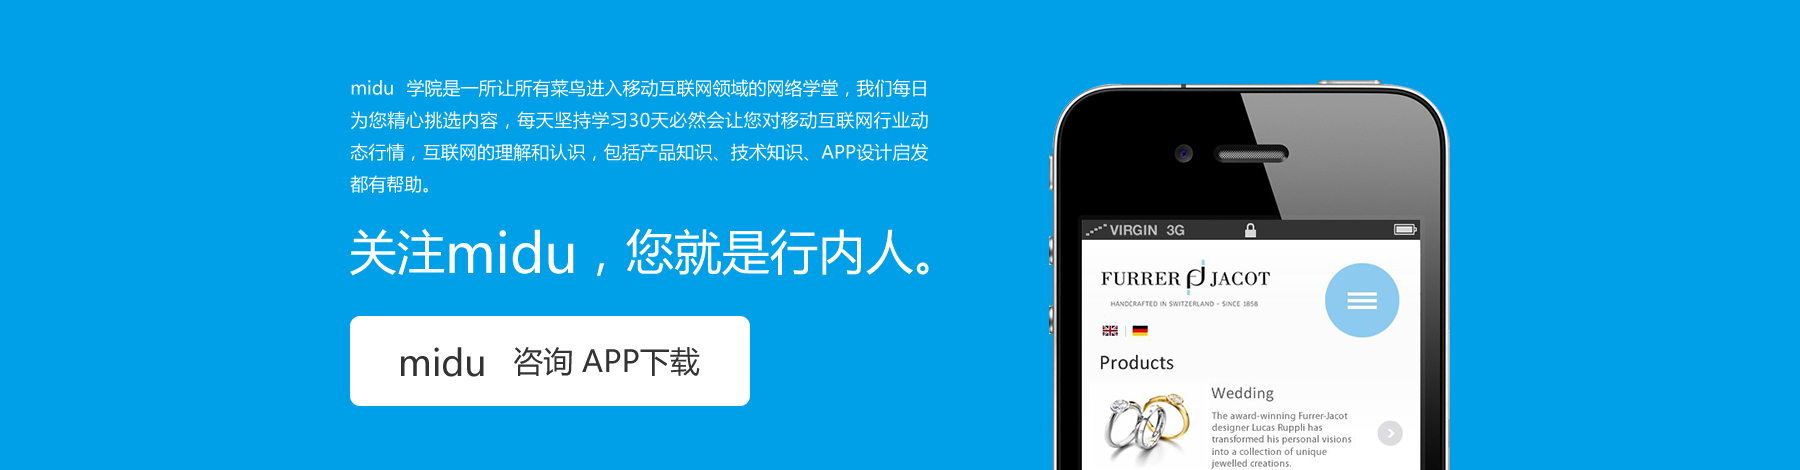 midu 学院是一所让所有菜鸟进入移动互联网领域的网络学堂，我们每日
为您精心挑选内容，每天坚持学习30天必然会让您对移动互联网行业动
态行情，互联网的理解和认识，包括产品知识、技术知识、APP设计启发
都有帮助。
关注midu，您就是行内人。
midu 咨询 APP下载
VIRGIN 3G
FURRER FJ JACOT
HANDCRAFTED IN SWITZERLAND - SINCE 1858
Products
Wedding
The award-winning Furrer-Jacot
designer Lucas Ruppli has
transformed his personal visions
into a collection of unique
jewelled creations.